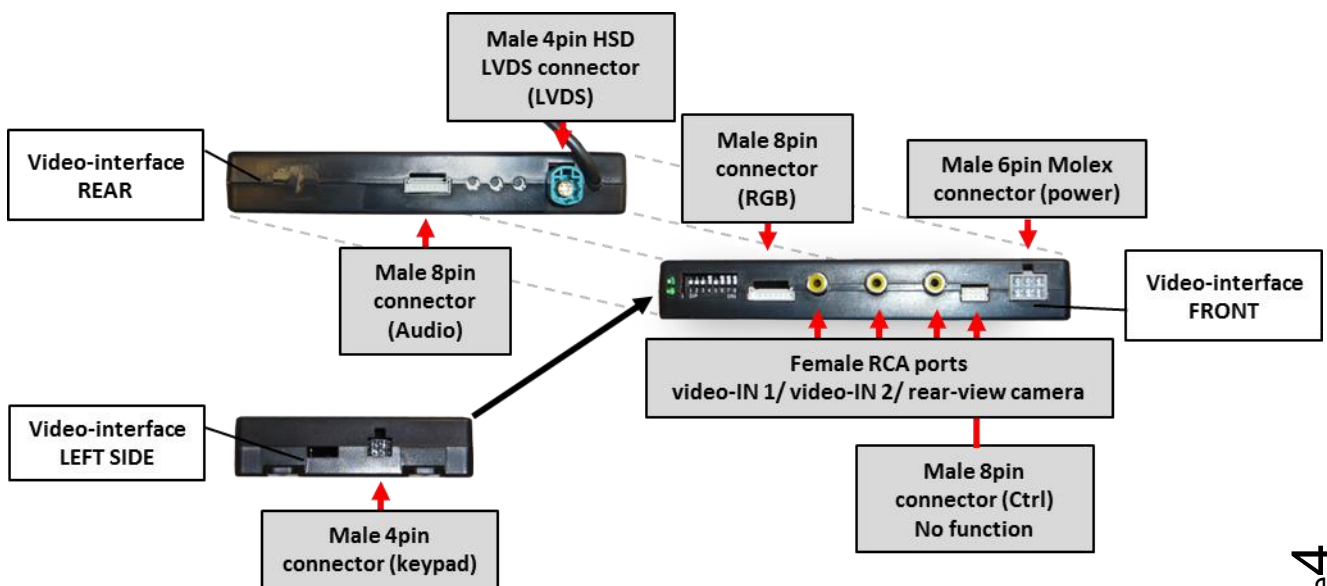 Male 4pin HSD
LVDS connector
(LVDS)
Video-interface
REAR
Male 8pin
connector
(RGB)
Male 6pin Molex
connector (power)
Male 8pin
connector
(Audio)
Video-interface
FRONT
Female RCA ports
video-IN 1/ video-IN 2/ rear-view camera
Video-interface
LEFT SIDE
Male 8pin
connector (Ctrl)
No function
Male 4pin
connector (keypad)
4